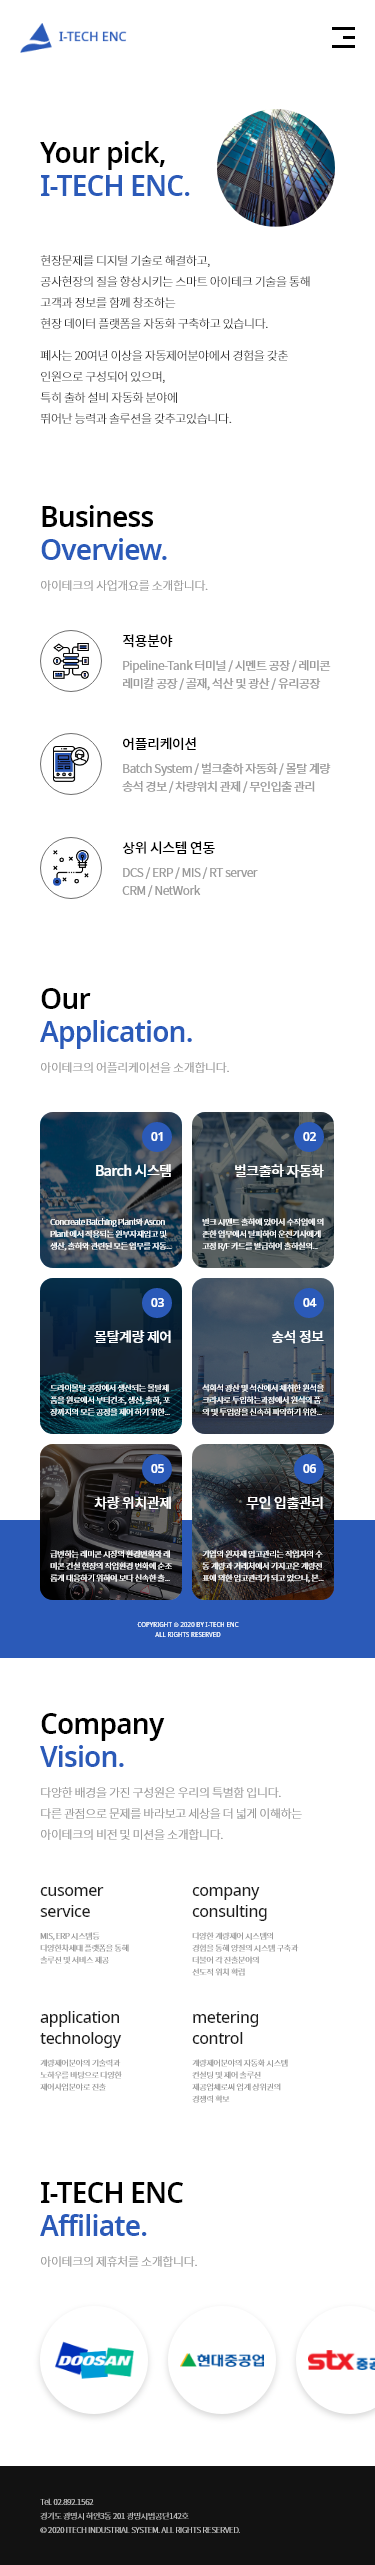 I-TECH ENC
Your pick,
I-TECH ENC.
현장문제를 디지털 기술로 해결하고,
공사현장의 질을 향상시키는 스마트 아이테크 기술을 통해
고객과 정보를 함께 창조하는
현장 데이터 플랫폼을 자동화 구축하고 있습니다.
폐사는 20여년 이상을 자동제어분야에서 경험을 갖춘
인원으로 구성되어 있으며,
특히 출하 설비 자동화 분야에
뛰어난 능력과 솔루션을 갖추고있습니다.
Business
Overview.
아이테크의 사업개요를 소개합니다.
적용분야
Pipeline-Tank 터미널 / 시멘트 공장 / 레미콘
레미칼 공장 / 골재, 석산 및 광산 / 유리공장
어플리케이션
Batch System / 벌크출하 자동화 / 몰탈 계량
송석 경보 / 차량위치 관제 / 무인입출 관리
상위 시스템 연동
DCS / ERP / MIS / RT server
CRM / NetWork
Our
Application.
아이테크의 어플리케이션을 소개합니다.
01
Barch 시스템
Concreate Batching Plant와 Ascon
Plant 에서 적용되는 원부자재입고 및
생산, 출하와 관련된 모든 업무를 자동...
02
벌크출하 자동화
벌크 시멘트 출하에 있어서 수작업에 의
존한 업무에서 탈피하여 운전기사에게
고정 R/F 카드를 발급하여 출하실의...
03
몰탈계량 제어
드라이몰탈 공장에서 생산되는 몰탈제
품을 원료에서 부터건조, 생산, 출하, 포
장까지의 모든 공정을 제어 하기 위한...
04
송석 정보
석회석 광산 및 석산에서 채취한 원석을
크러샤로 투입하는과정에서 원석의 품
의 및 투입량을 신속히 파악하기 위한...
05
차량 위치관제
급변하는 레미콘 시장의 환경변화와 레
미콘 건설 현장의 작업환경 변화에 순조
롭게 대응하기 위하여 보다 신속한 출...
06
무인 입출관리
기업의 원자재 입고관리는 작업자의 수
동 계량과 거래처에서 가지고온 계량전
표에 의한 입고관리가 되고 있으나, 본...
COPYRIGHT © 2020 BY I-TECH ENC
ALL RIGHTS RESERVED
Company
Vision.
다양한 배경을 가진 구성원은 우리의 특별함 입니다.
다른 관점으로 문제를 바라보고 세상을 더 넓게 이해하는
아이테크의 비전 및 미션을 소개합니다.
cusomer
service
MIS, ERP 시스템등
다양한차세대 플랫폼을 통해
솔루션 및 서비스 제공
company
consulting
다양한 계량제어 시스템의
경험을 통해 양질의 시스템 구축과
더불어 각 산출분야의
선도적 위치 확립
application
technology
계량제어분야의 기술력과
노하우를 바탕으로 다양한
제어사업분야로 진출
metering
control
계량제어분야의 자동화 시스템
컨설팅 및 제어 솔루션
제공업체로써 업계 상위권의
경쟁력 확보
I-TECH ENC
Affiliate.
아이테크의 제휴처를 소개합니다.
DOOSAN
현대중공업
stx 중공
Tel. 02.892.1562
경기도 광명시 하안3동 201 광명시범공단142호
© 2020 ITECH INDUSTRIAL SYSTEM. ALL RIGHTS RESERVED.